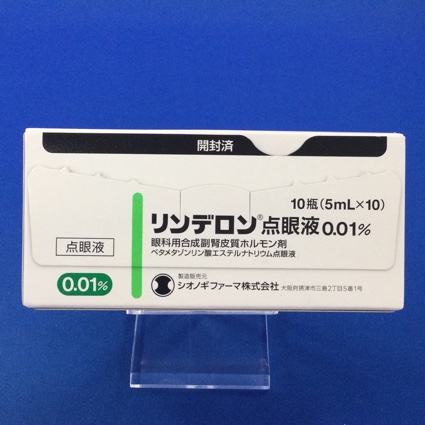 開封済
10瓶(5mL×10)
リンデロン®点眼液0.01%
眼科用合成副腎皮質ホルモン剤
ベタメタゾンリン酸エステルナトリウム点眼液
点眼液
0.01%
製造販売元
シオノギファーマ株式会社 大阪府摂津市三島2丁目5番1号